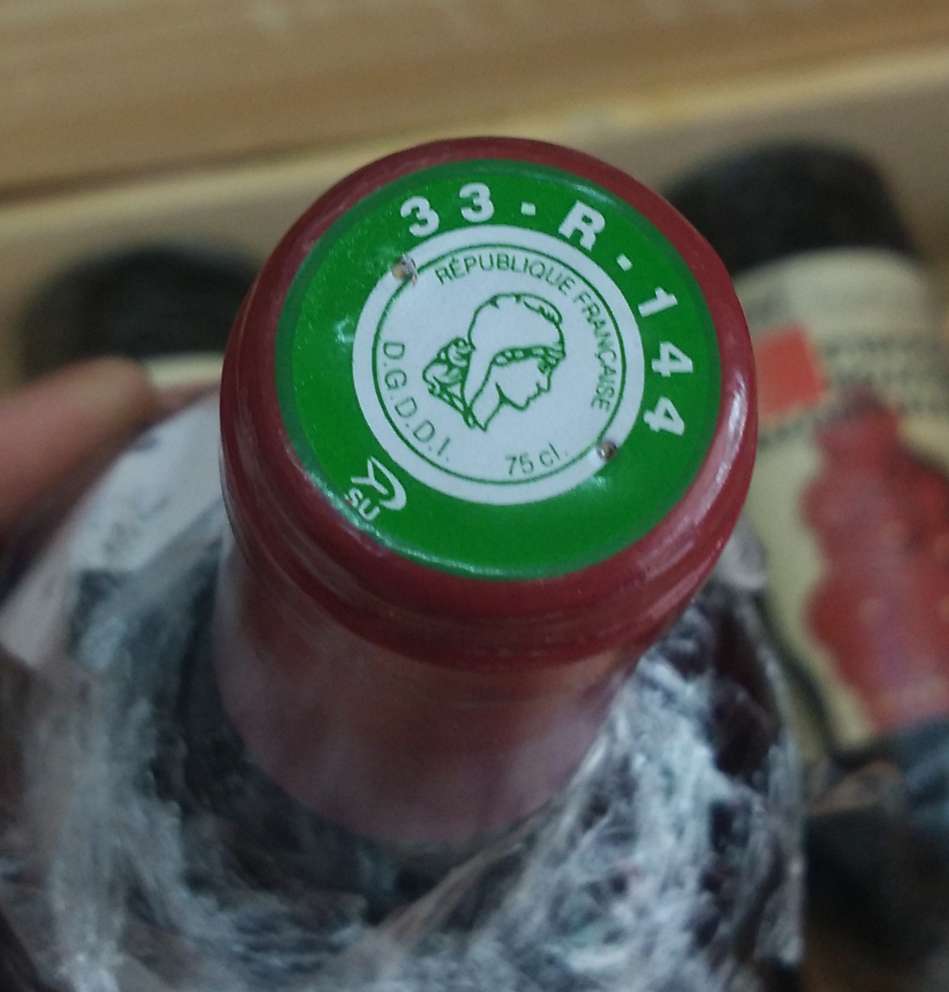 33-R-144
RÉPUBLIQUE FRANÇAISE
D.G.D.D.I.
75 cl.
SU